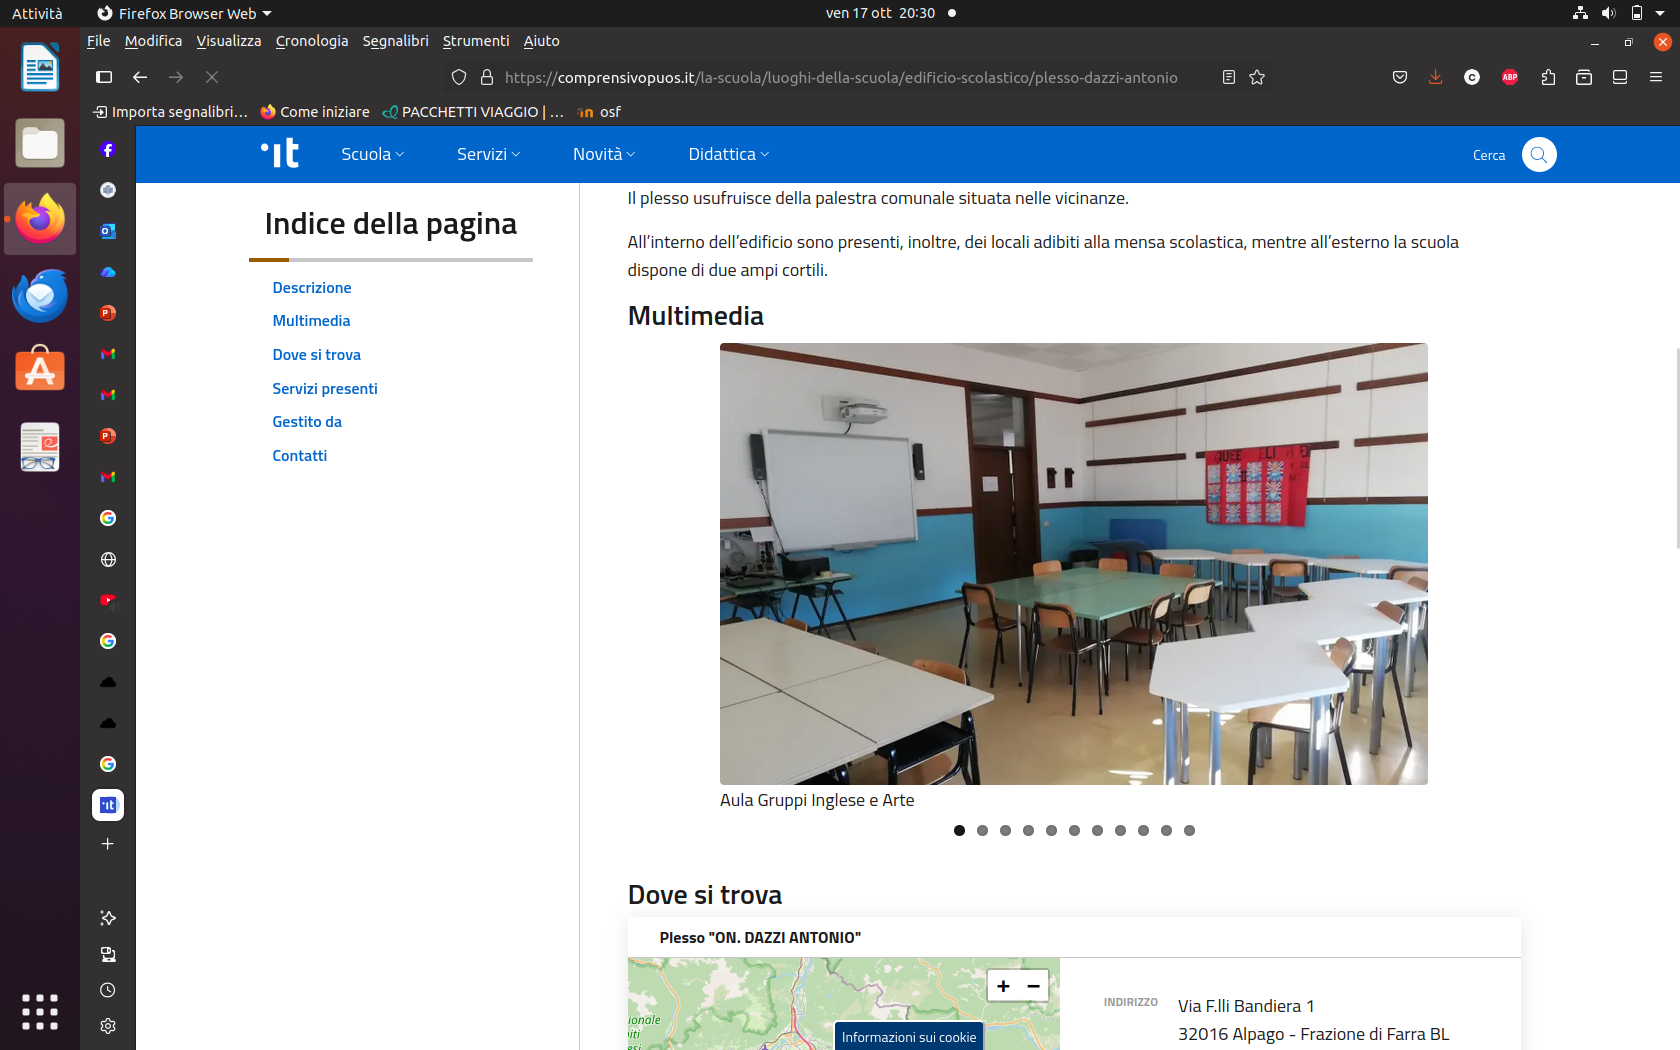 Attività
Firefox Browser Web
ven 17 ott 20:30
File Modifica Visualizza Cronologia Segnalibri Strumenti Aiuto
https://comprensivopuos.it/la-scuola/luoghi-della-scuola/edificio-scolastico/plesso-dazzi-antonio
ABP
Importa segnalibri...
Come iniziare
PACCHETTI VIAGGIO | ...
osf
it
Scuola
Servizi
Novità
Didattica
Cerca
Indice della pagina
Descrizione
Multimedia
Dove si trova
Servizi presenti
Gestito da
Contatti
Il plesso usufruisce della palestra comunale situata nelle vicinanze.
All'interno dell'edificio sono presenti, inoltre, dei locali adibiti alla mensa scolastica, mentre all'esterno la scuola
dispone di due ampi cortili.
Multimedia
Aula Gruppi Inglese e Arte
Dove si trova
Plesso "ON. DAZZI ANTONIO"
+ −
INDIRIZZO
Via F.lli Bandiera 1
32016 Alpago - Frazione di Farra BL
Informazioni sui cookie